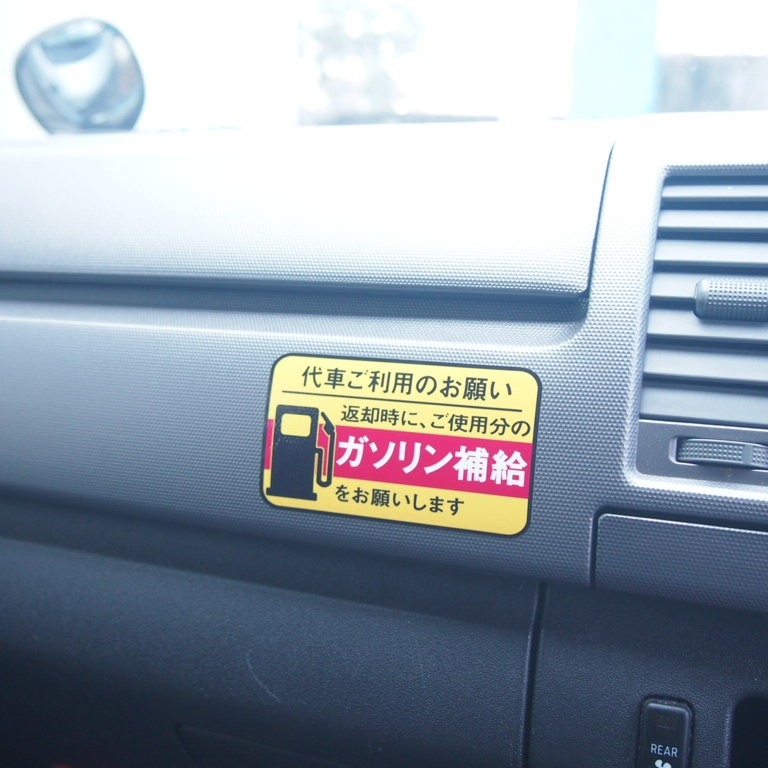 代車ご利用のお願い
返却時に、ご使用分の
ガソリン補給
をお願いします
REAR